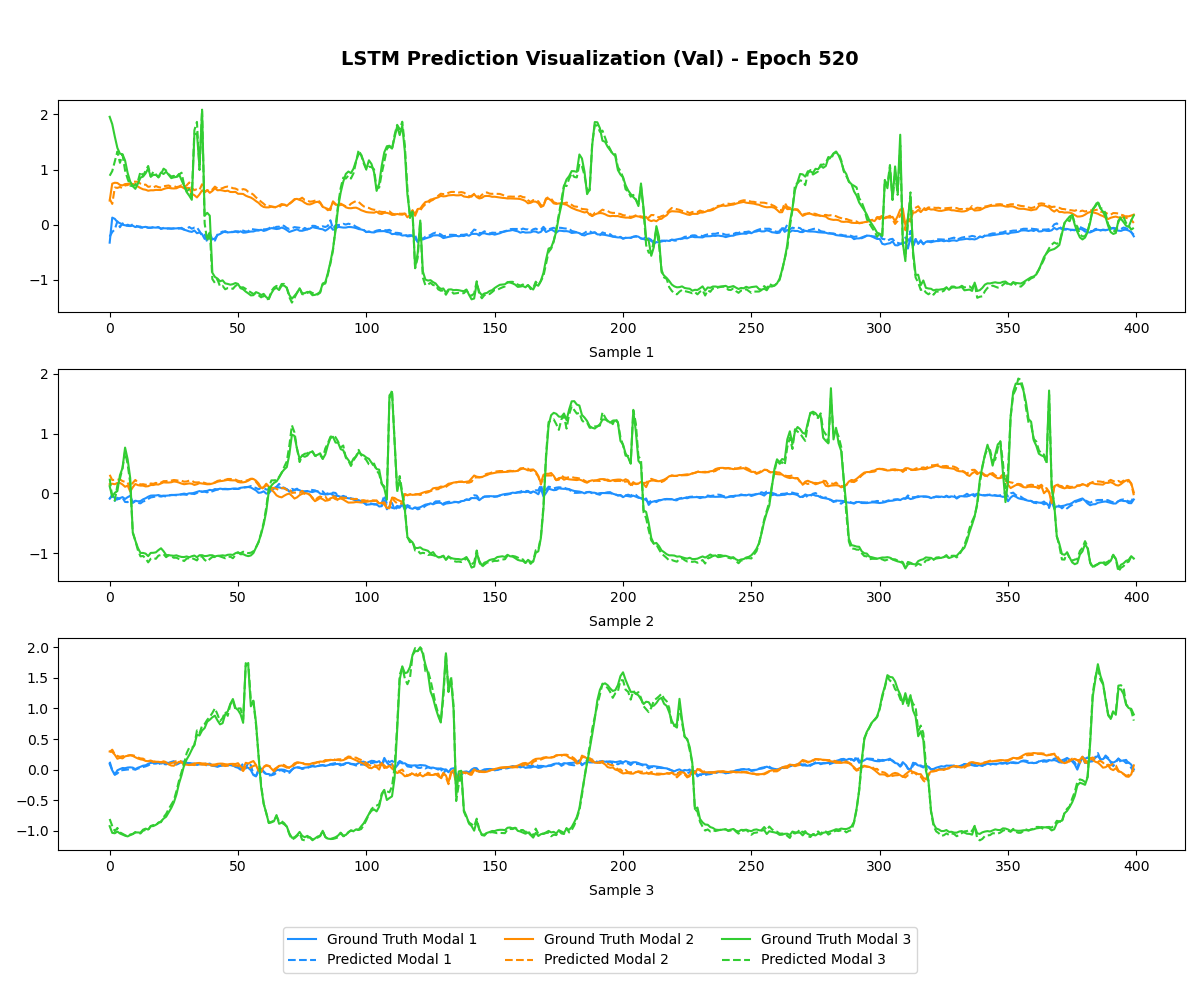 LSTM Prediction Visualization (Val) - Epoch 520
2
1
0
−1
0 50 100 150 200 250 300 350 400
Sample 1
2
1
0
−1
0 50 100 150 200 250 300 350 400
Sample 2
2.0
1.5
1.0
0.5
0.0
−0.5
−1.0
0 50 100 150 200 250 300 350 400
Sample 3
Ground Truth Modal 1 Ground Truth Modal 2 Ground Truth Modal 3
Predicted Modal 1 Predicted Modal 2 Predicted Modal 3